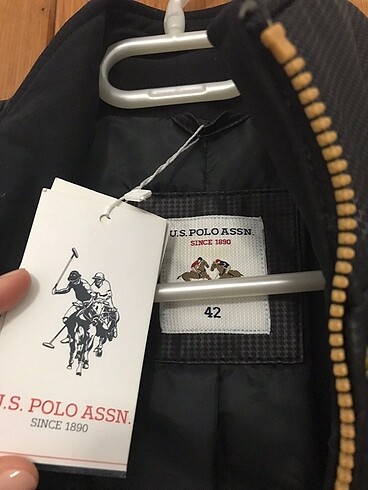 U.S. POLO ASSN.
SINCE 1890
42
U.S. POLO ASSN.
SINCE 1890